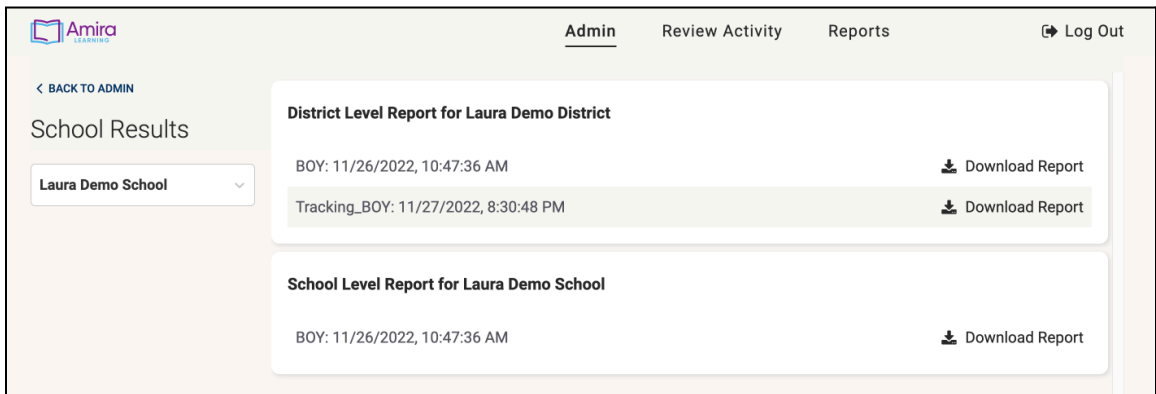 Amira
LEARNING
Admin
Review Activity
Reports
Log Out
BACK TO ADMIN
School Results
Laura Demo School
District Level Report for Laura Demo District
BOY: 11/26/2022, 10:47:36 AM
Download Report
Tracking_BOY: 11/27/2022, 8:30:48 PM
Download Report
School Level Report for Laura Demo School
BOY: 11/26/2022, 10:47:36 AM
Download Report